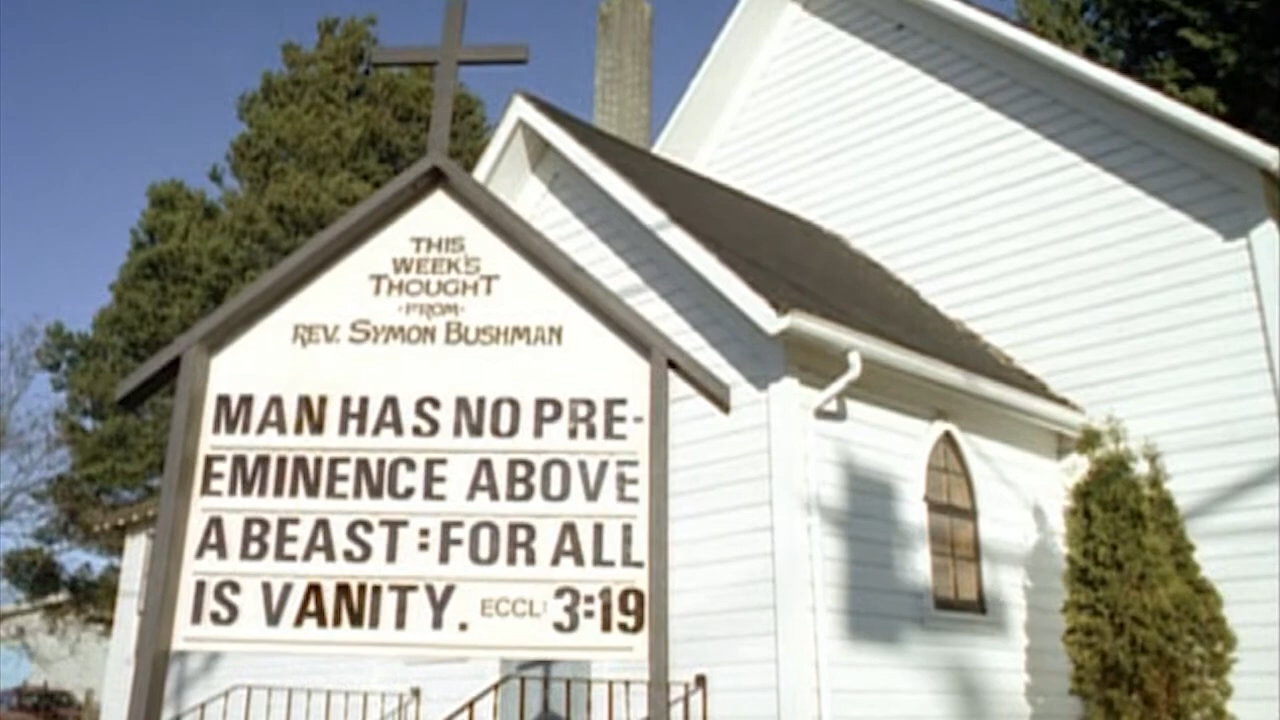 THIS
WEEK'S
THOUGHT
·FROM·
REV. SYMON BUSHMAN
MAN HAS NO PRE-
EMINENCE ABOVE
A BEAST: FOR ALL
IS VANITY. ECCL: 3:19